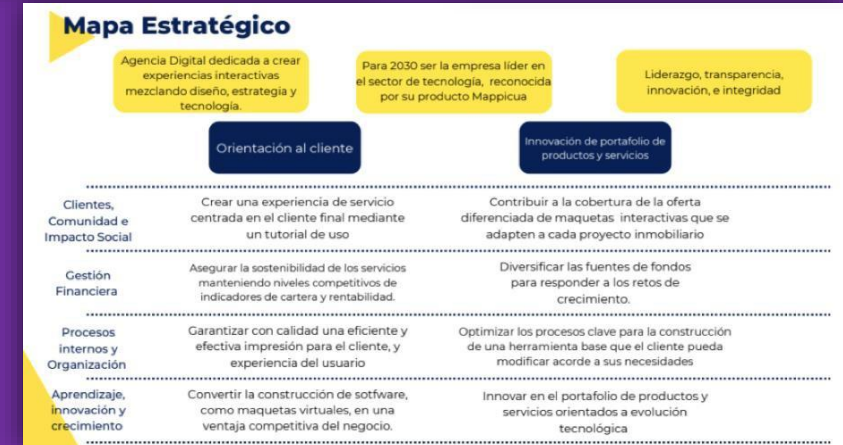 Mapa Estratégico
Agencia Digital dedicada a crear
experiencias interactivas
mezclando diseño, estrategia y
tecnología.
Para 2030 ser la empresa líder en
el sector de tecnología, reconocida
por su producto Mappicua
Liderazgo, transparencia,
innovación, e integridad
Orientación al cliente
Innovación de portafolio de
productos y servicios
Clientes,
Comunidad e
Impacto Social
Crear una experiencia de servicio
centrada en el cliente final mediante
un tutorial de uso
Contribuir a la cobertura de la oferta
diferenciada de maquetas interactivas que se
adapten a cada proyecto inmobiliario
Gestión
Financiera
Asegurar la sostenibilidad de los servicios
manteniendo niveles competitivos de
indicadores de cartera y rentabilidad.
Diversificar las fuentes de fondos
para responder a los retos de
crecimiento.
Procesos
internos y
Organización
Garantizar con calidad una eficiente y
efectiva impresión para el cliente, y
experiencia del usuario
Optimizar los procesos clave para la construcción
de una herramienta base que el cliente pueda
modificar acorde a sus necesidades
Aprendizaje,
innovación y
crecimiento
Convertir la construcción de sotfware,
como maquetas virtuales, en una
ventaja competitiva del negocio.
Innovar en el portafolio de productos y
servicios orientados a evolución
tecnológica